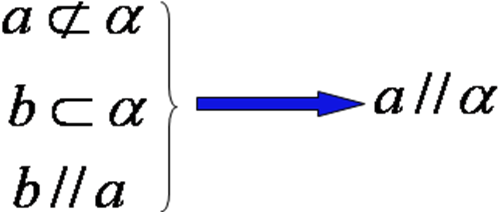 a ⊄ α
b ⊂ α
b // a
a // α